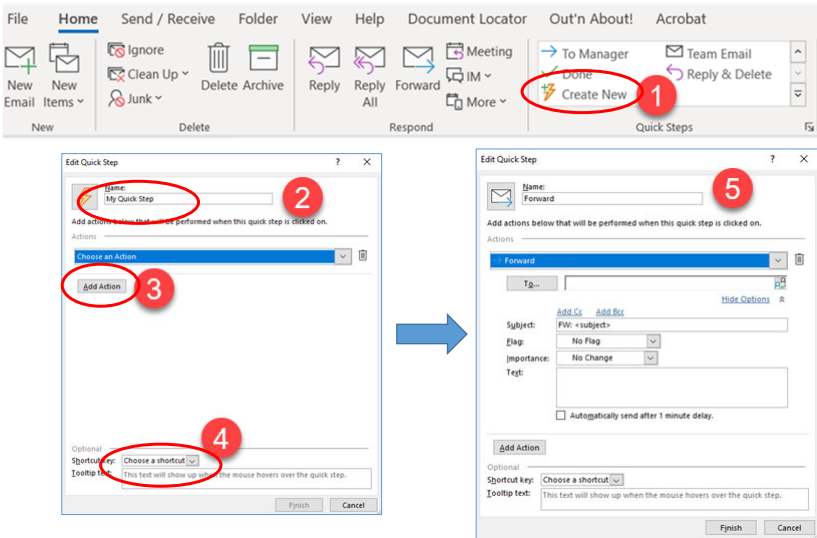 File Home Send / Receive Folder View Help Document Locator Out'n About! Acrobat
Ignore Meeting To Manager Team Email
Clean Up IM Done Reply & Delete
Junk More Create New 1
New Email New Items Delete Archive Reply Reply All Forward
New Delete Respond Quick Steps
Edit Quick Step ? X
Name:
My Quick Step 2
Add actions below that will be performed when this quick step is clicked on.
Actions
Choose an Action
Add Action 3
4
Optional
Shortcut key: Choose a shortcut
Tooltip text: This text will show up when the mouse hovers over the quick step.
Finish Cancel
Edit Quick Step ? X
Name:
Forward 5
Add actions below that will be performed when this quick step is clicked on.
Actions
Forward
To...
Hide Options
Add Cc Add Bcc
Subject: FW: <subject>
Flag: No Flag
Importance: No Change
Text:
Automatically send after 1 minute delay.
Add Action
Optional
Shortcut key: Choose a shortcut
Tooltip text: This text will show up when the mouse hovers over the quick step.
Finish Cancel